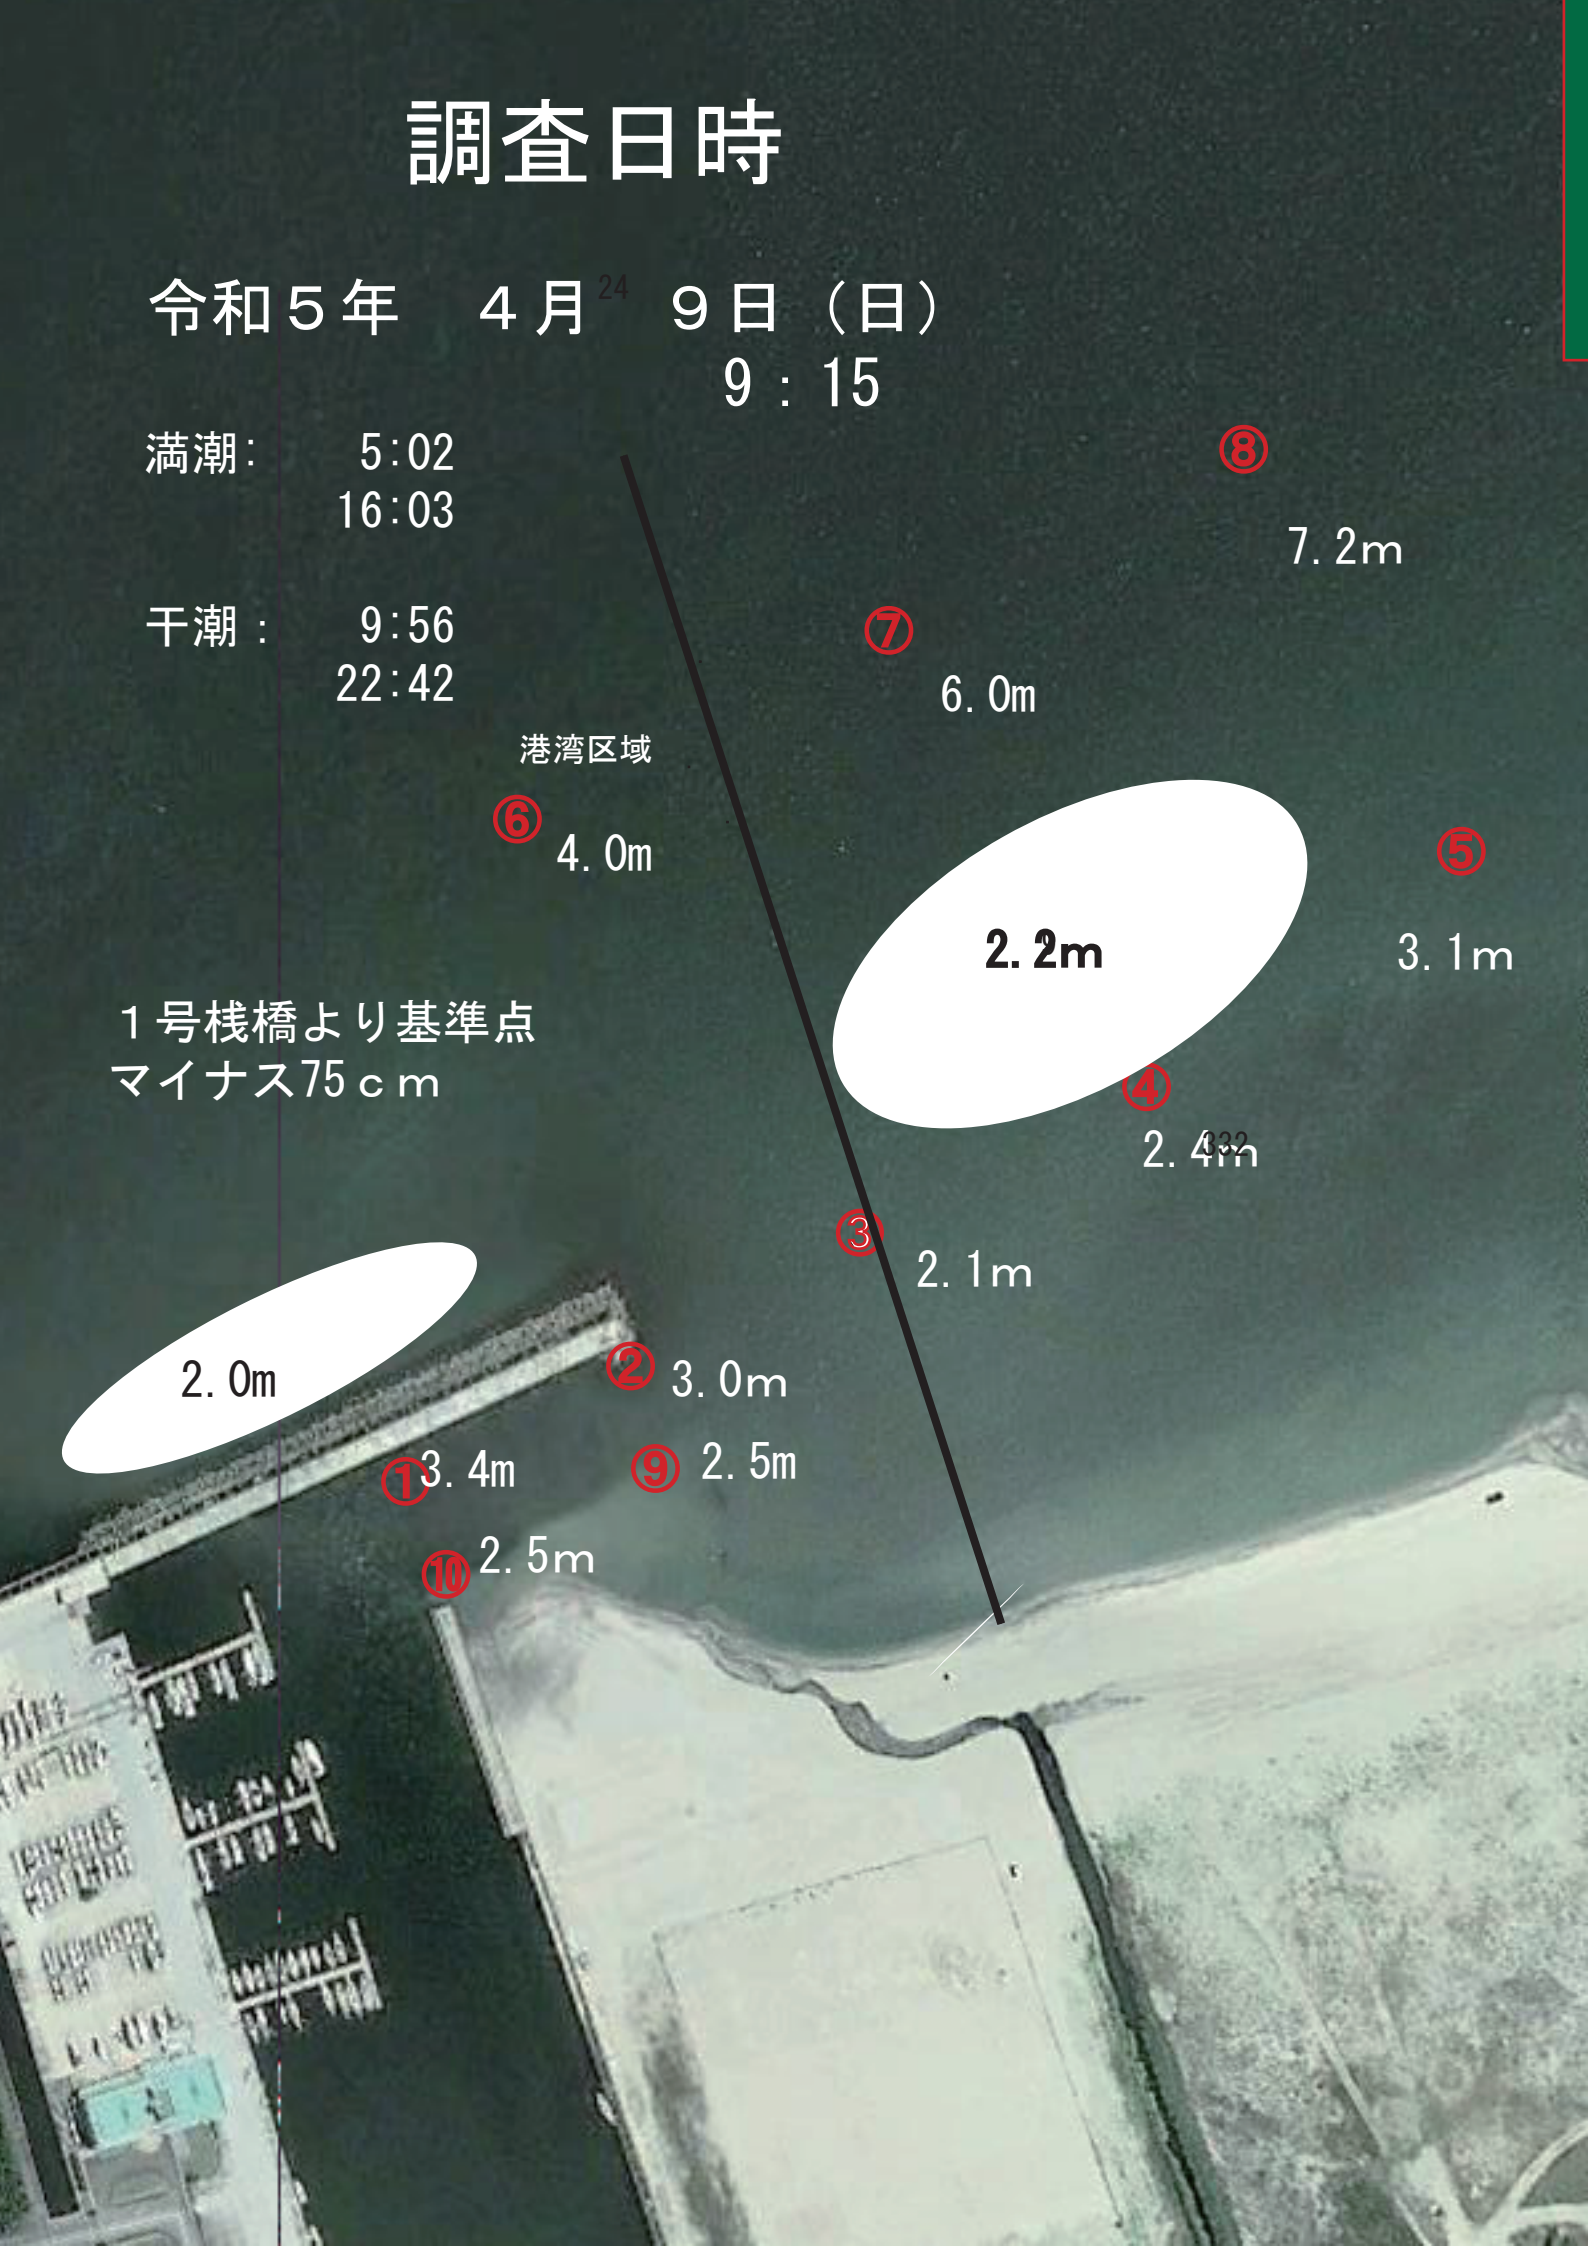 調査日時
令和５年　４月　９日（日）
24
9：15
満潮：　5:02
16:03
干潮：　9:56
22:42
港湾区域
⑧
7.2m
⑦
6.0m
⑥
4.0m
⑤
3.1m
2.2m
１号桟橋より基準点
マイナス75ｃｍ
④
2.4m
332
③
2.1m
2.0m
②
3.0m
①
3.4m
⑨
2.5m
⑩
2.5m